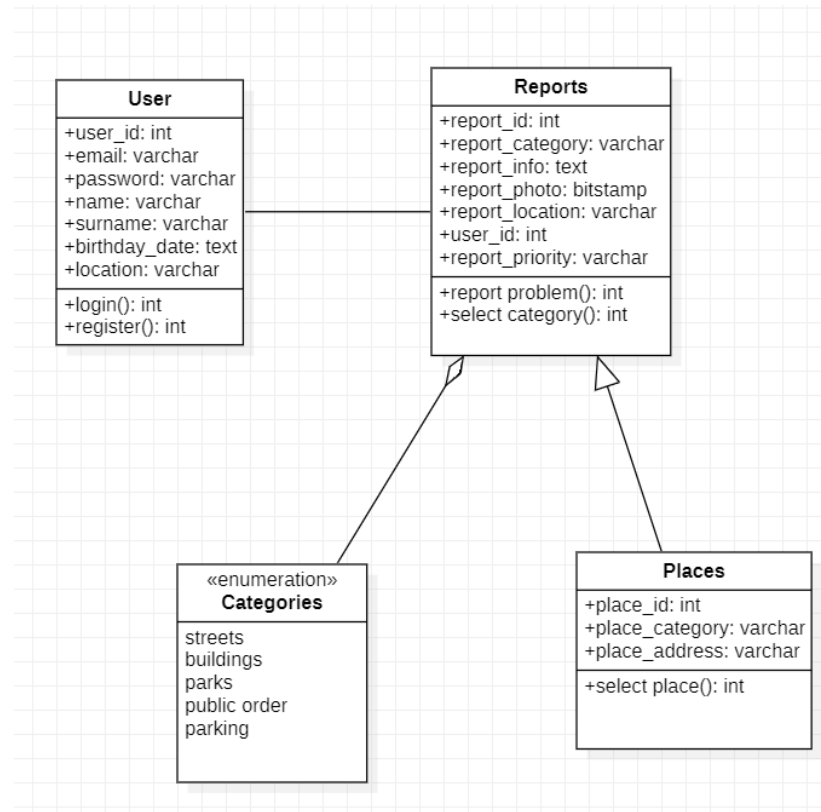 User
+user_id: int
+email: varchar
+password: varchar
+name: varchar
+surname: varchar
+birthday_date: text
+location: varchar
+login(): int
+register(): int
Reports
+report_id: int
+report_category: varchar
+report_info: text
+report_photo: bitstamp
+report_location: varchar
+user_id: int
+report_priority: varchar
+report problem(): int
+select category(): int
«enumeration»
Categories
streets
buildings
parks
public order
parking
Places
+place_id: int
+place_category: varchar
+place_address: varchar
+select place(): int